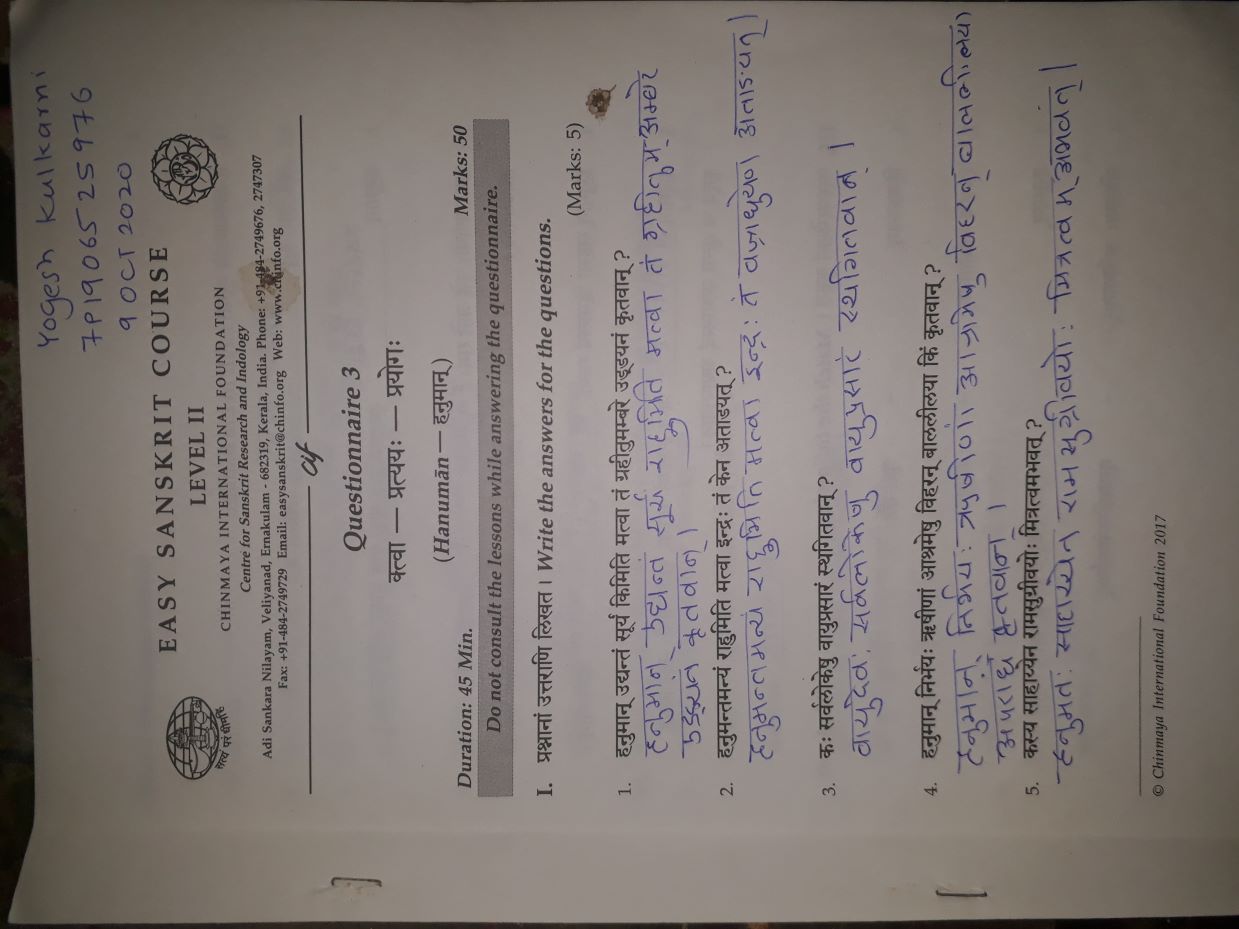 Yogesh Kulkarni
7P1906525976
9 OCT 2020
EASY SANSKRIT COURSE
LEVEL II
CHINMAYA INTERNATIONAL FOUNDATION
Centre for Sanskrit Research and Indology
Adi Sankara Nilayam, Veliyanad, Ernakulam - 682319, Kerala, India. Phone: +91-484-2749676, 2747307
Fax: +91-484-2749729 Email: easysanskrit@chinfo.org Web: www.chinfo.org
सत्यं परं धीमहि
cif
Questionnaire 3
क्त्वा — प्रत्ययः — प्रयोगः
(Hanumān — हनुमान्)
Duration: 45 Min. Marks: 50
Do not consult the lessons while answering the questionnaire.
I. प्रश्नानां उत्तराणि लिखत। Write the answers for the questions.
(Marks: 5)
1. हनुमान् उद्यन्तं सूर्यं किमिति मत्वा तं ग्रहीतुमम्बरे उड्डयनं कृतवान् ?
हनुमान् उद्यन्तं सूर्यं राहुमिति मत्वा तं ग्रहीतुम् अम्बरे
उड्ड्यनं कृतवान्।
2. हनुमन्तमन्यं राहुमिति मत्वा इन्द्रः तं केन अताडयत् ?
हनुमन्तमन्यं राहुमिति मत्वा इन्द्रः तं वज्राधुयेण अताडयत्।
3. कः सर्वलोकेषु वायुप्रसारं स्थगितवान् ?
वायुदेवः सर्वलोकेषु वायुप्रसारं स्थगितवान्।
4. हनुमान् निर्भयः ऋषीणां आश्रमेषु विहरन् बाललीलया किं कृतवान् ?
हनुमान् निर्भयः ऋषीणां आश्रमेषु विहरन् बाललीलया
अपराधं कृतवान्।
5. कस्य साहाय्येन रामसुग्रीवयोः मित्रत्वमभवत् ?
हनुमतः साहाय्येन रामसुग्रीवयोः मित्रत्वम् अभवत्।
© Chinmaya International Foundation 2017